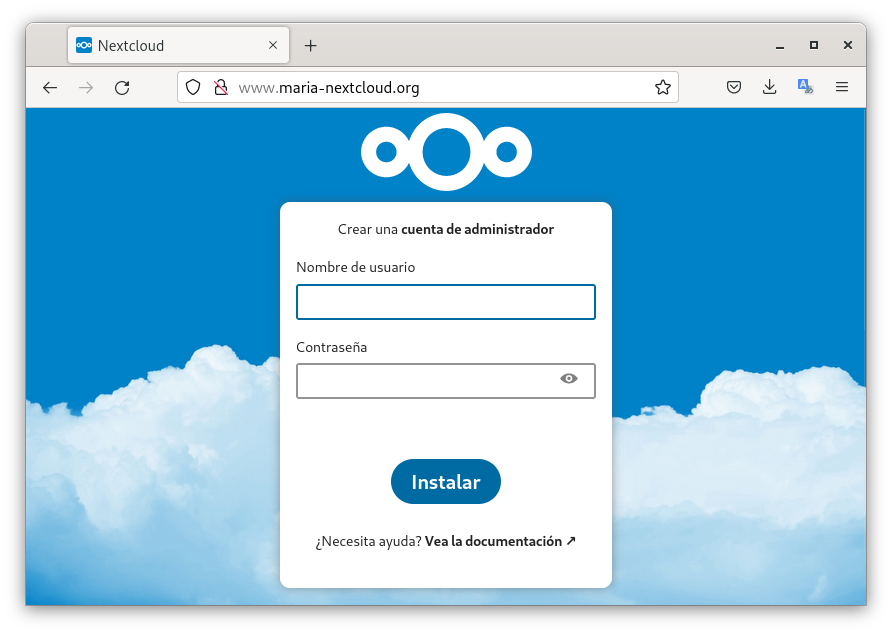 Nextcloud
www.maria-nextcloud.org
Crear una cuenta de administrador
Nombre de usuario
Contraseña
Instalar
¿Necesita ayuda? Vea la documentación ↗